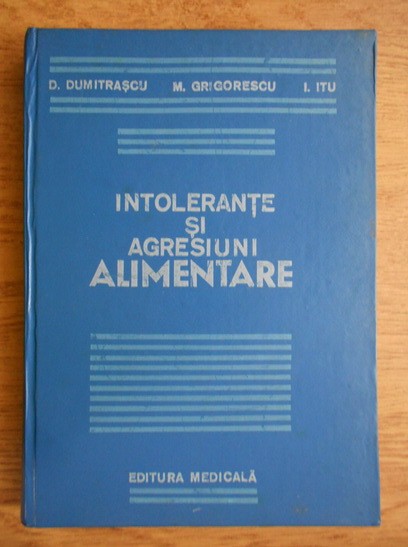 D. DUMITRAȘCU M. GRIGORESCU I. ITU
INTOLERANȚE
ȘI
AGRESIUNI
ALIMENTARE
EDITURA MEDICALĂ